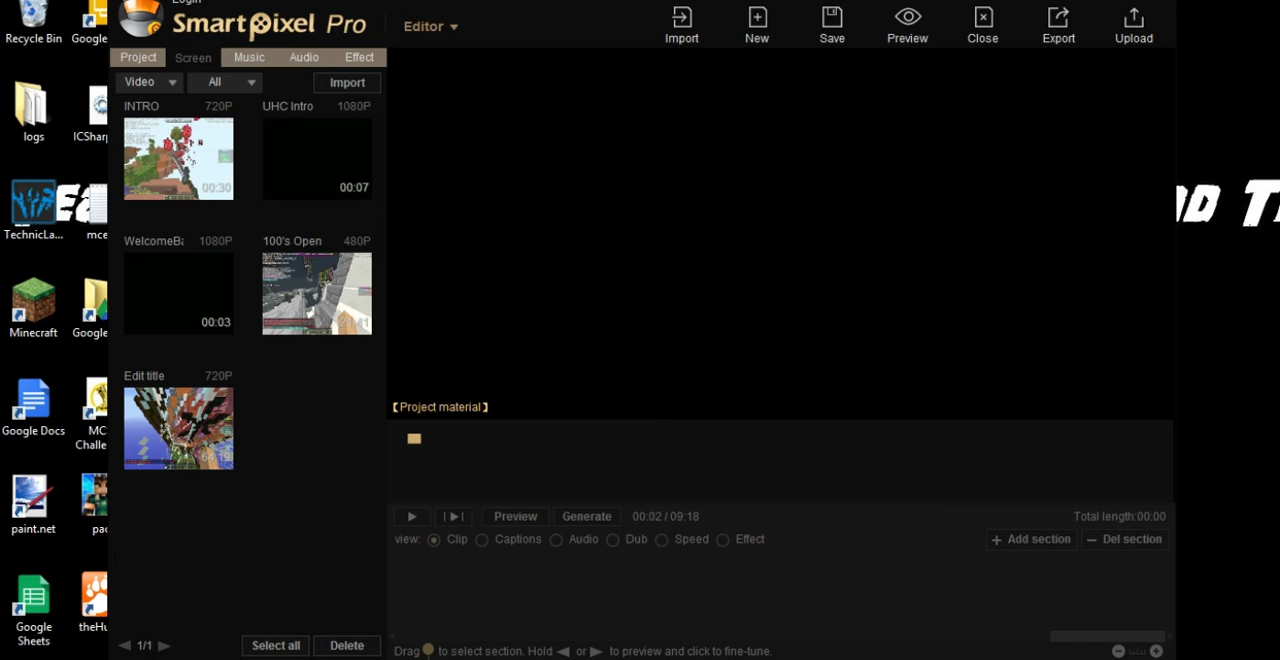 Login
SmartPixel Pro
Editor
Import
New
Save
Preview
Close
Export
Upload
Project
Screen
Music
Audio
Effect
Video
All
Import
INTRO 720P
UHC Intro 1080P
00:30
00:07
WelcomeBa 1080P
100's Open 480P
00:03
21:41
Edit title 720P
64:19
【Project material】
Preview
Generate
00:02 / 09:18
Total length:00:00
view:
Clip
Captions
Audio
Dub
Speed
Effect
+ Add section
− Del section
1/1
Select all
Delete
Drag to select section. Hold ◀ or ▶ to preview and click to fine-tune.
Recycle Bin
Google
logs
ICSharp
TechnicLa...
mce
Minecraft
Google
Google Docs
MC
Challe
paint.net
pac
Google
Sheets
theHu